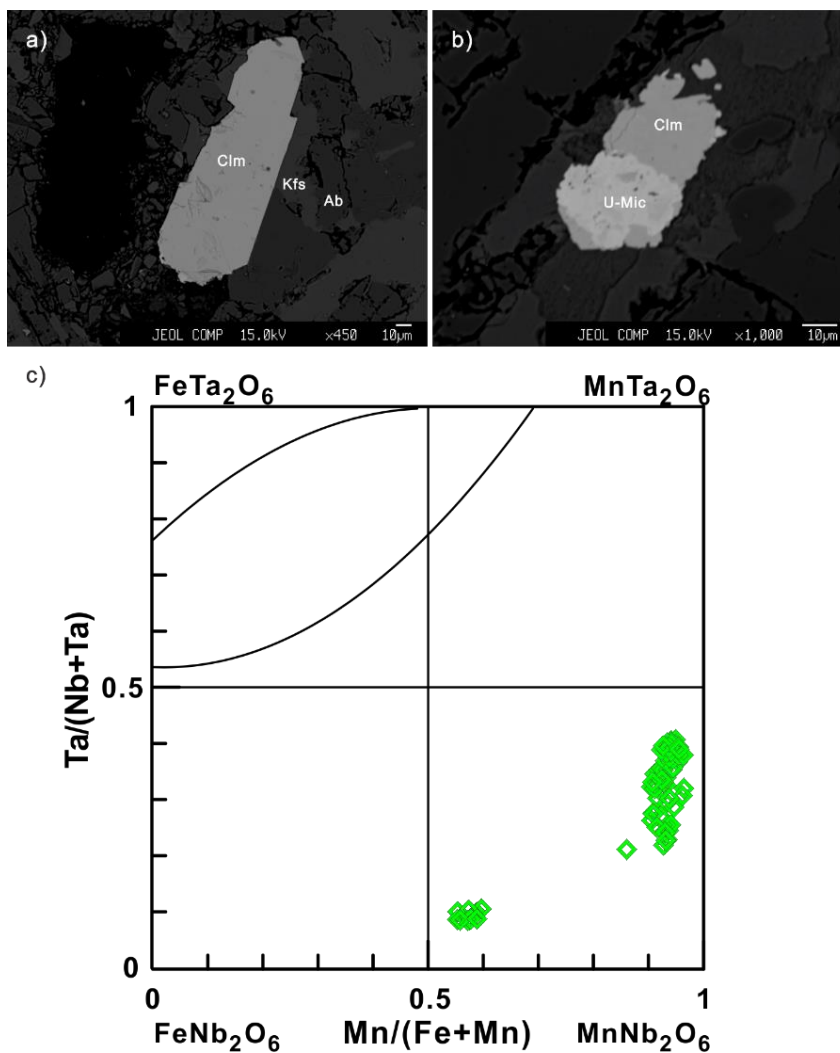 a)
Clm
Kfs
Ab
JEOL COMP 15.0kV ×450 10µm
b)
Clm
U-Mic
JEOL COMP 15.0kV ×1,000 10µm
c)
FeTa₂O₆ MnTa₂O₆
1
Ta/(Nb+Ta)
0.5
0
0 0.5 1
FeNb₂O₆ Mn/(Fe+Mn) MnNb₂O₆